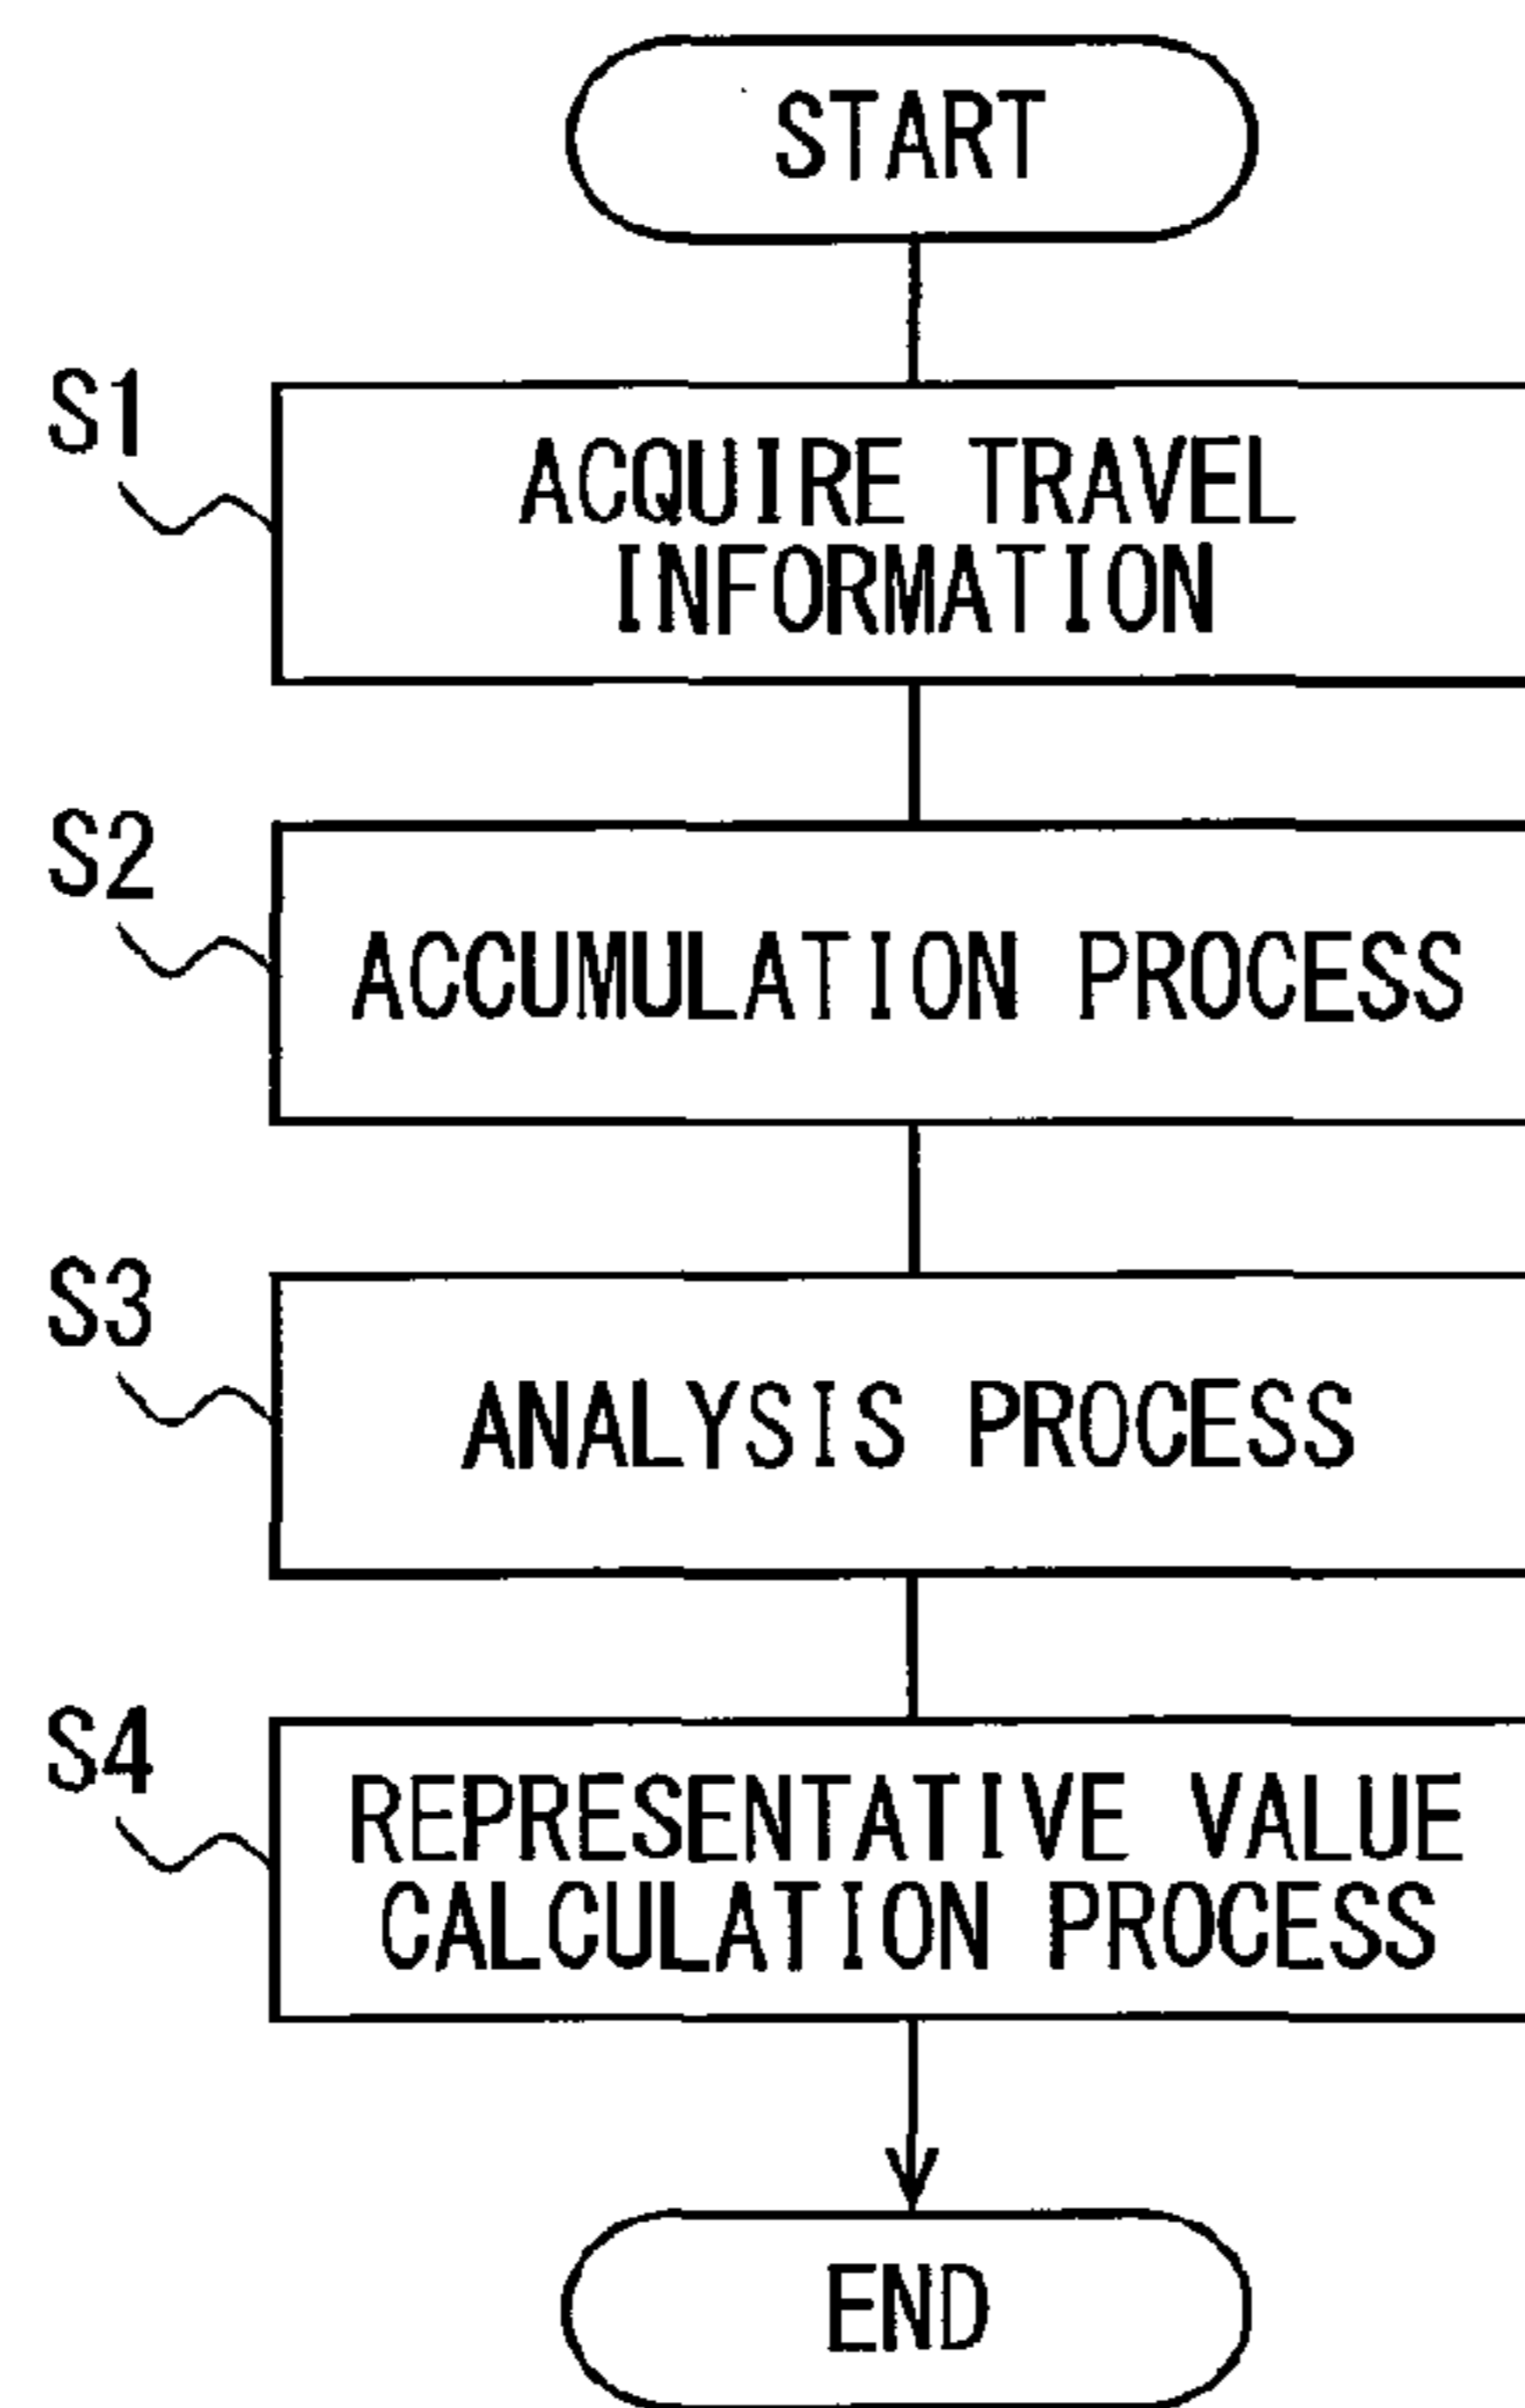 START
S1
ACQUIRE TRAVEL
INFORMATION
S2
ACCUMULATION PROCESS
S3
ANALYSIS PROCESS
S4
REPRESENTATIVE VALUE
CALCULATION PROCESS
END